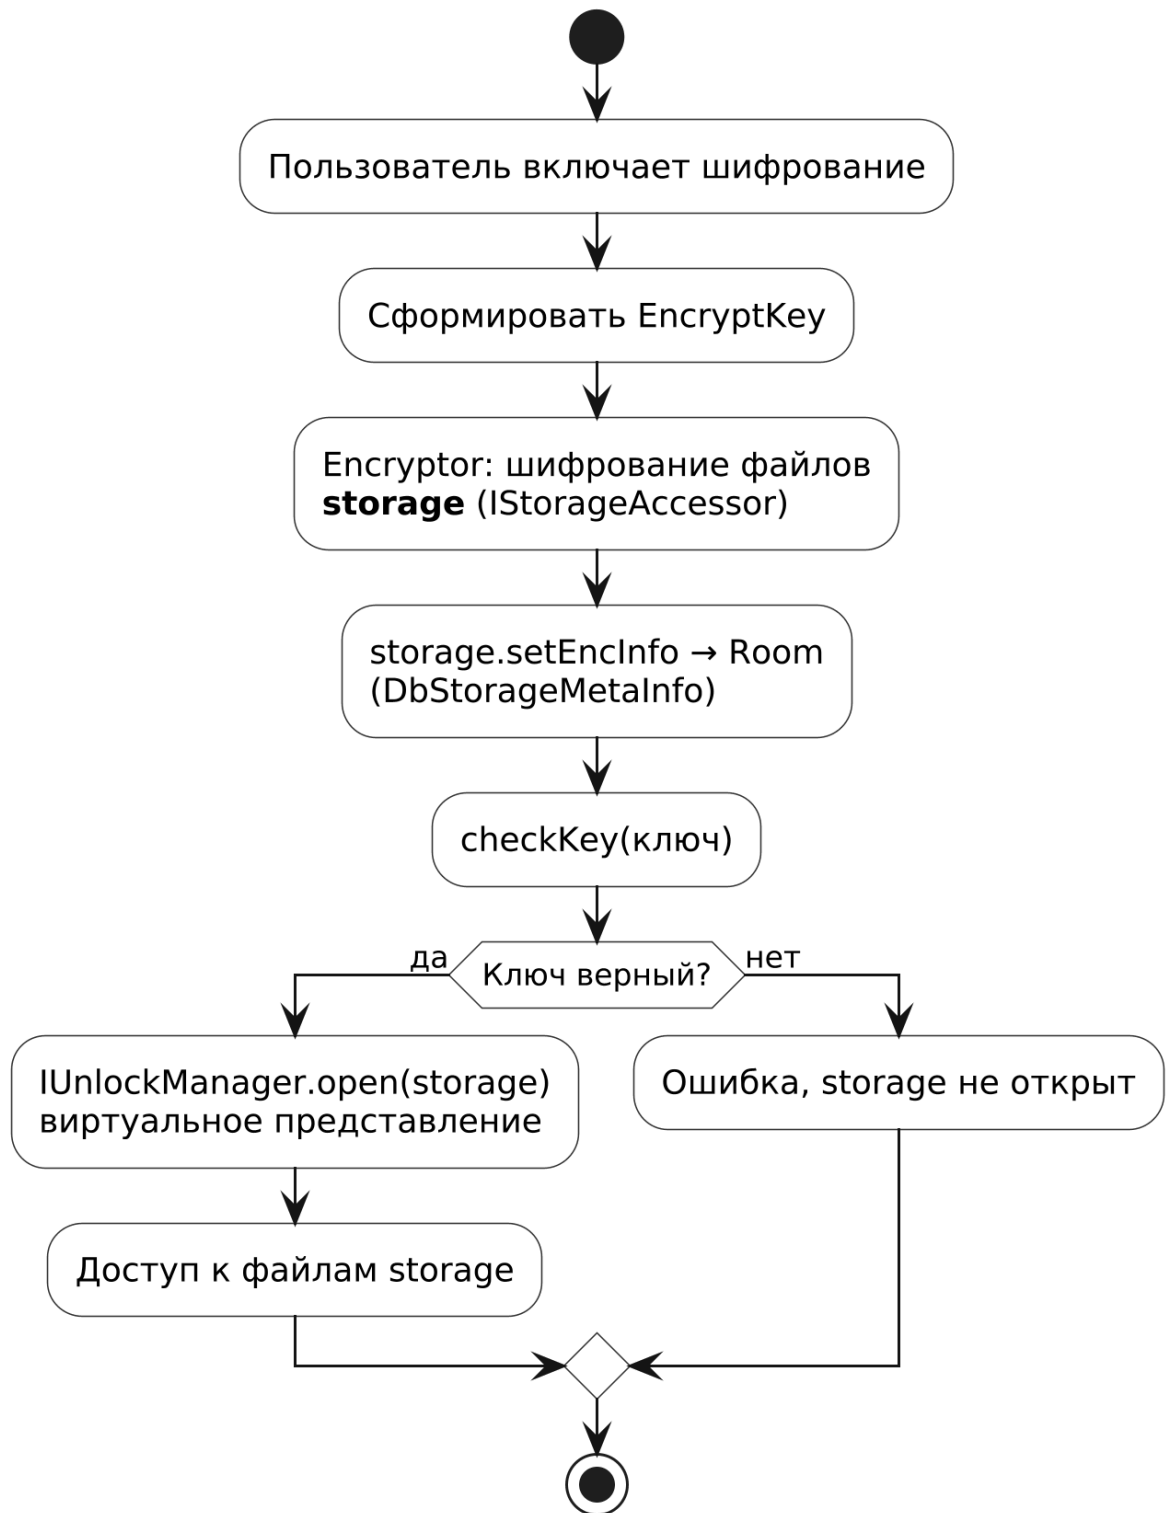 Пользователь включает шифрование
Сформировать EncryptKey
Encryptor: шифрование файлов
storage (IStorageAccessor)
storage.setEncInfo → Room
(DbStorageMetaInfo)
checkKey(ключ)
да
Ключ верный?
нет
IUnlockManager.open(storage)
виртуальное представление
Ошибка, storage не открыт
Доступ к файлам storage